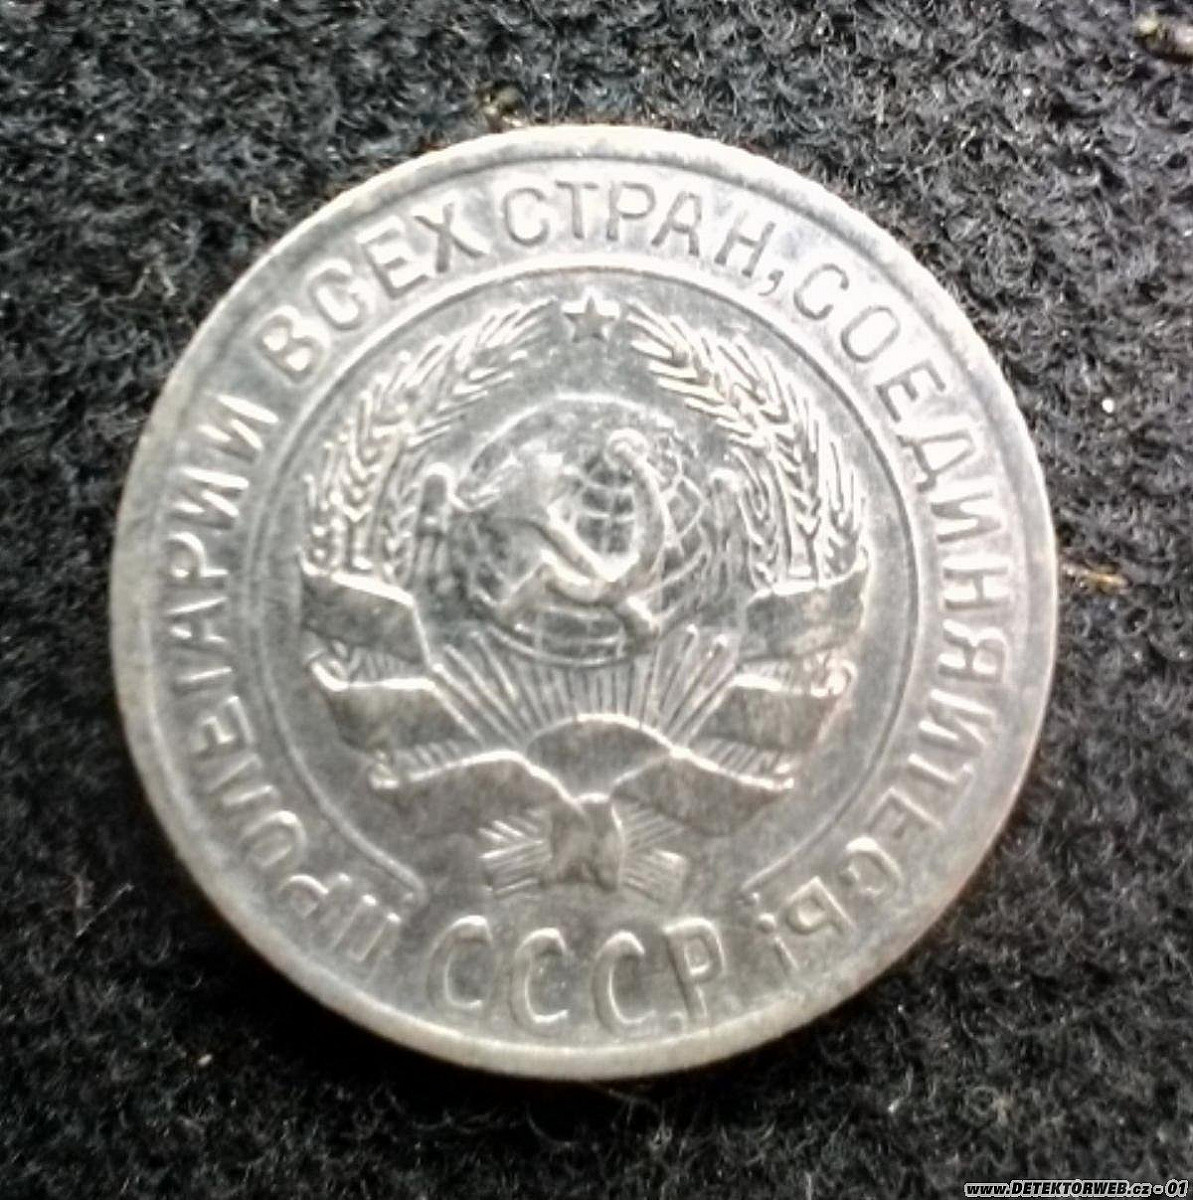 ПРОЛЕТАРИИ ВСЕХ СТРАН, СОЕДИНЯЙТЕСЬ!
СССР
www.DETEKTORWEB.cz - 01